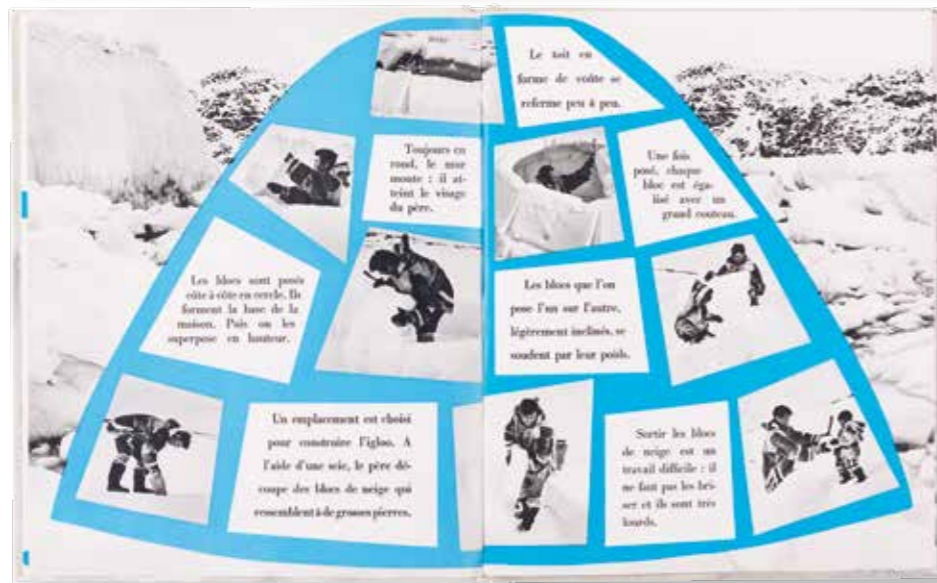 Le toit en
forme de voûte se
referme peu à peu.
Toujours en
rond, le mur
monte : il at-
teint le visage
du père.
Une fois
posé, chaque
bloc est éga-
lisé avec un
grand couteau.
Les blocs sont posés
côte à côte en cercle. Ils
forment la base de la
maison. Puis on les
superpose en hauteur.
Les blocs que l'on
pose l'un sur l'autre,
légèrement inclinés, se
soudent par leur poids.
Un emplacement est choisi
pour construire l'igloo. A
l'aide d'une scie, le père dé-
coupe des blocs de neige qui
ressemblent à de grosses pierres.
Sortir les blocs
de neige est un
travail difficile : il
ne faut pas les bri-
ser et ils sont très
lourds.